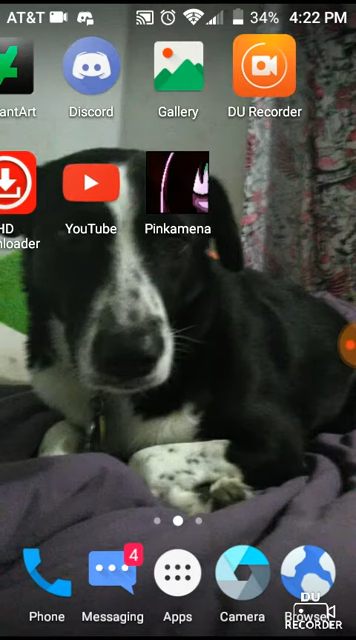 AT&T 34% 4:22 PM
antArt Discord Gallery DU Recorder
HD
nloader YouTube Pinkamena
4
Phone Messaging Apps Camera Browser
DU
RECORDER